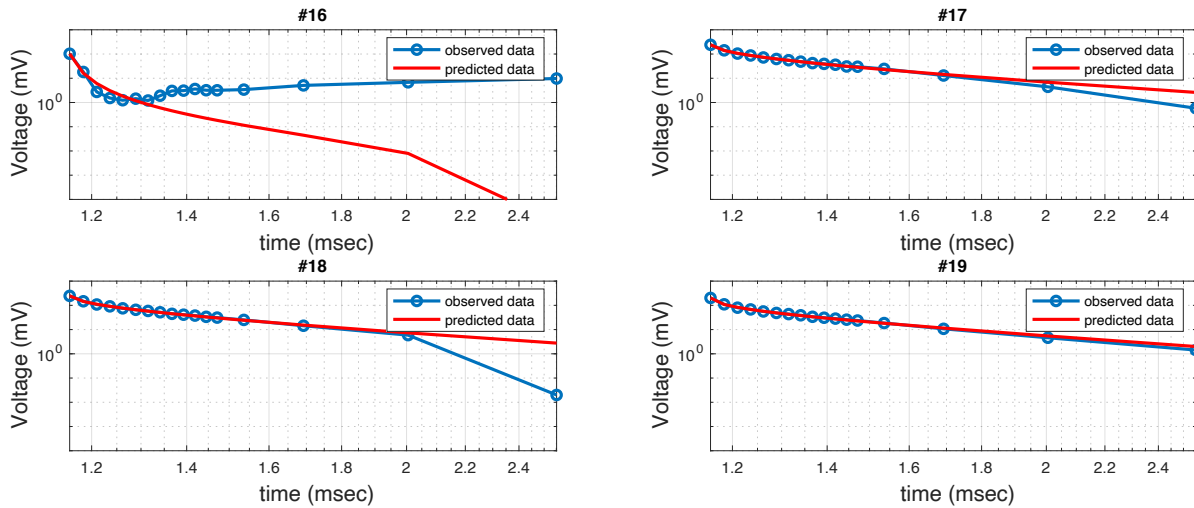 #16
observed data
predicted data
10^0
Voltage (mV)
1.2 1.4 1.6 1.8 2 2.2 2.4
time (msec)
#17
observed data
predicted data
10^0
Voltage (mV)
1.2 1.4 1.6 1.8 2 2.2 2.4
time (msec)
#18
observed data
predicted data
10^0
Voltage (mV)
1.2 1.4 1.6 1.8 2 2.2 2.4
time (msec)
#19
observed data
predicted data
10^0
Voltage (mV)
1.2 1.4 1.6 1.8 2 2.2 2.4
time (msec)